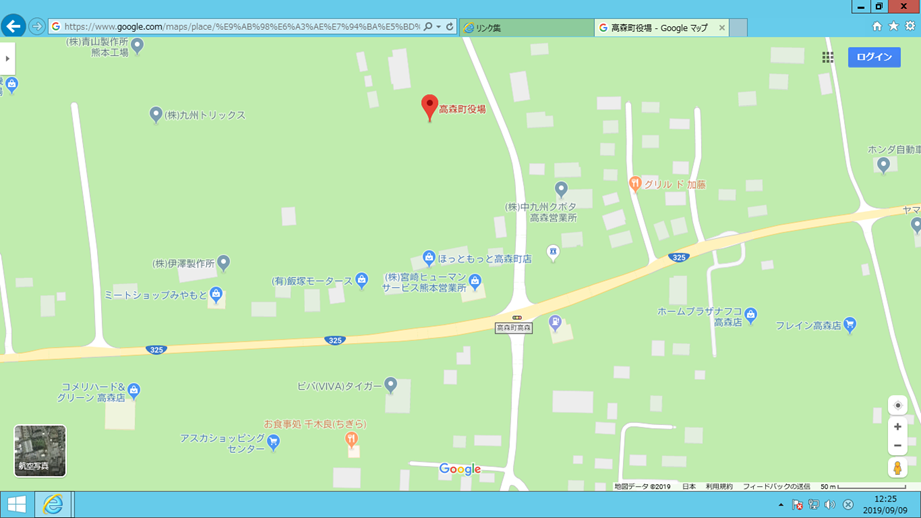 https://www.google.com/maps/place/%E9%AB%98%E6%A3%AE%E7%94%BA%E5%BD%
リンク集
高森町役場 - Google マップ
(株)青山製作所
熊本工場
ログイン
(株)九州トリックス
高森町役場
ホンダ自動車
グリル ド 加藤
(株)中九州クボタ
高森営業所
ヤマ
(株)伊澤製作所
ほっともっと高森町店
325
(有)飯塚モータース
(株)宮崎ヒューマン
サービス熊本営業所
ミートショップみやもと
ホームプラザナフコ
高森店
フレイン高森店
高森町高森
325
325
コメリハード&
グリーン 高森店
ビバ(VIVA)タイガー
お食事処 千木良(ちぎら)
アスカショッピング
センター
航空写真
Google
地図データ ©2019 日本 利用規約 フィードバックの送信 50 m
12:25
2019/09/09